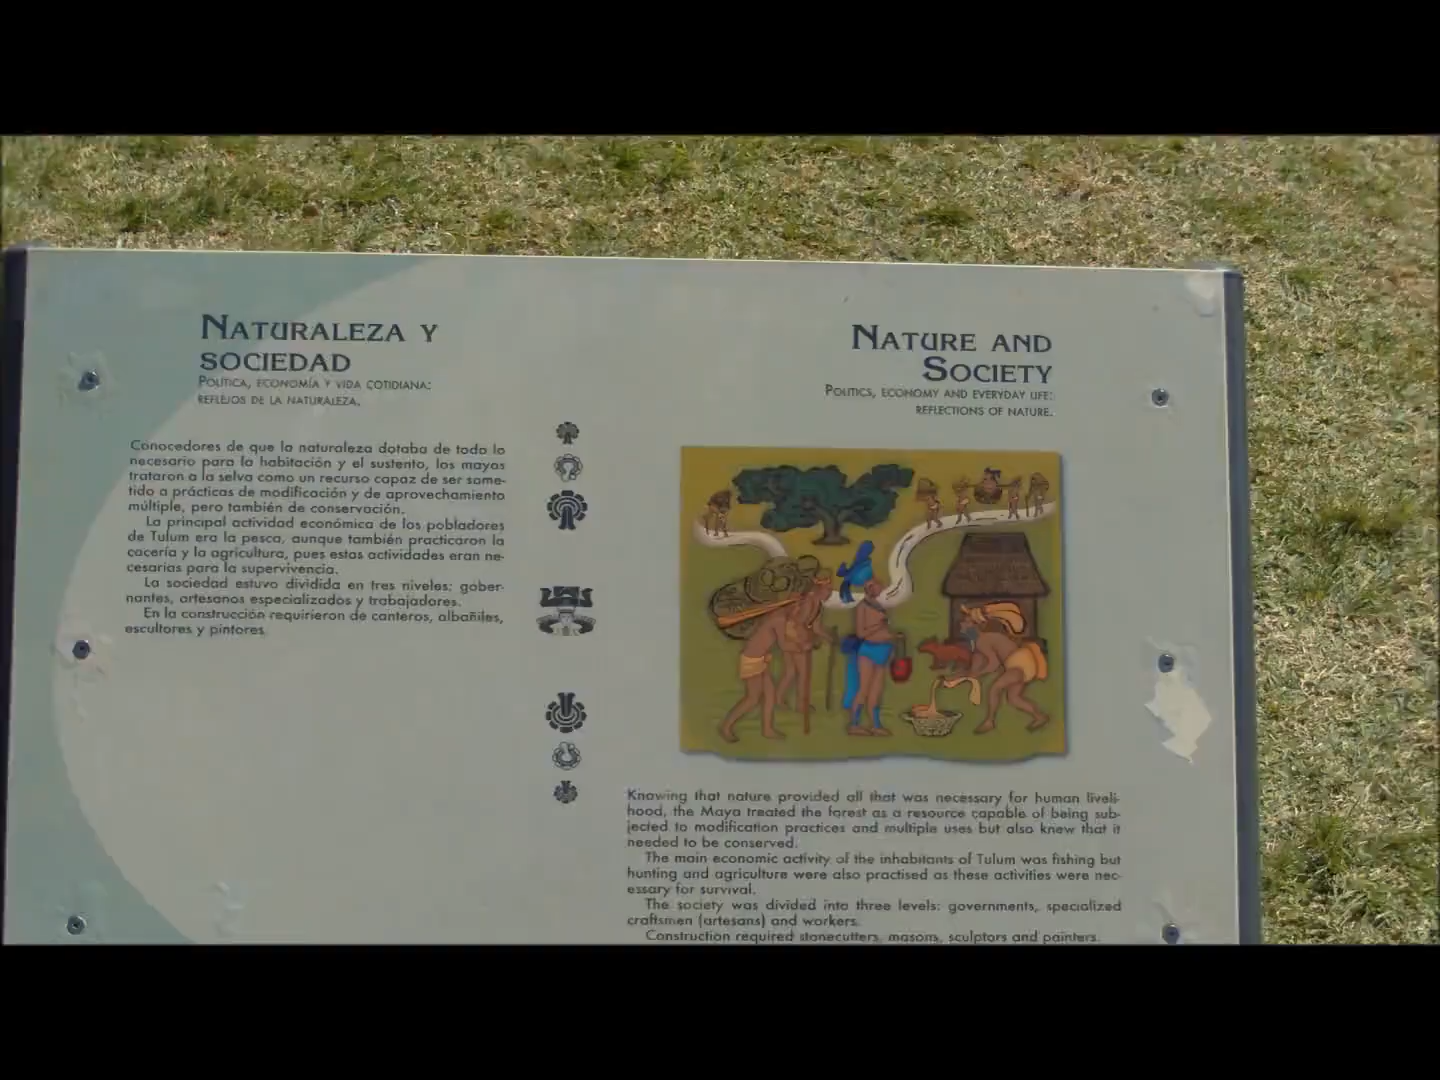 NATURALEZA Y
SOCIEDAD
POLÍTICA, ECONOMÍA Y VIDA COTIDIANA:
REFLEJOS DE LA NATURALEZA.
Conocedores de que la naturaleza dotaba de todo lo
necesario para la habitación y el sustento, los mayas
trataron a la selva como un recurso capaz de ser some-
tido a prácticas de modificación y de aprovechamiento
múltiple, pero también de conservación.
La principal actividad económica de los pobladores
de Tulum era la pesca, aunque también practicaron la
cacería y la agricultura, pues estas actividades eran ne-
cesarias para la supervivencia.
La sociedad estuvo dividida en tres niveles: gober-
nantes, artesanos especializados y trabajadores.
En la construcción requirieron de canteros, albañiles,
escultores y pintores.
NATURE AND
SOCIETY
POLITICS, ECONOMY AND EVERYDAY LIFE:
REFLECTIONS OF NATURE.
Knowing that nature provided all that was necessary for human liveli-
hood, the Maya treated the forest as a resource capable of being sub-
jected to modification practices and multiple uses but also knew that it
needed to be conserved.
The main economic activity of the inhabitants of Tulum was fishing but
hunting and agriculture were also practised as these activities were nec-
essary for survival.
The society was divided into three levels: governments, specialized
craftsmen (artesans) and workers.
Construction required stonecutters, masons, sculptors and painters.